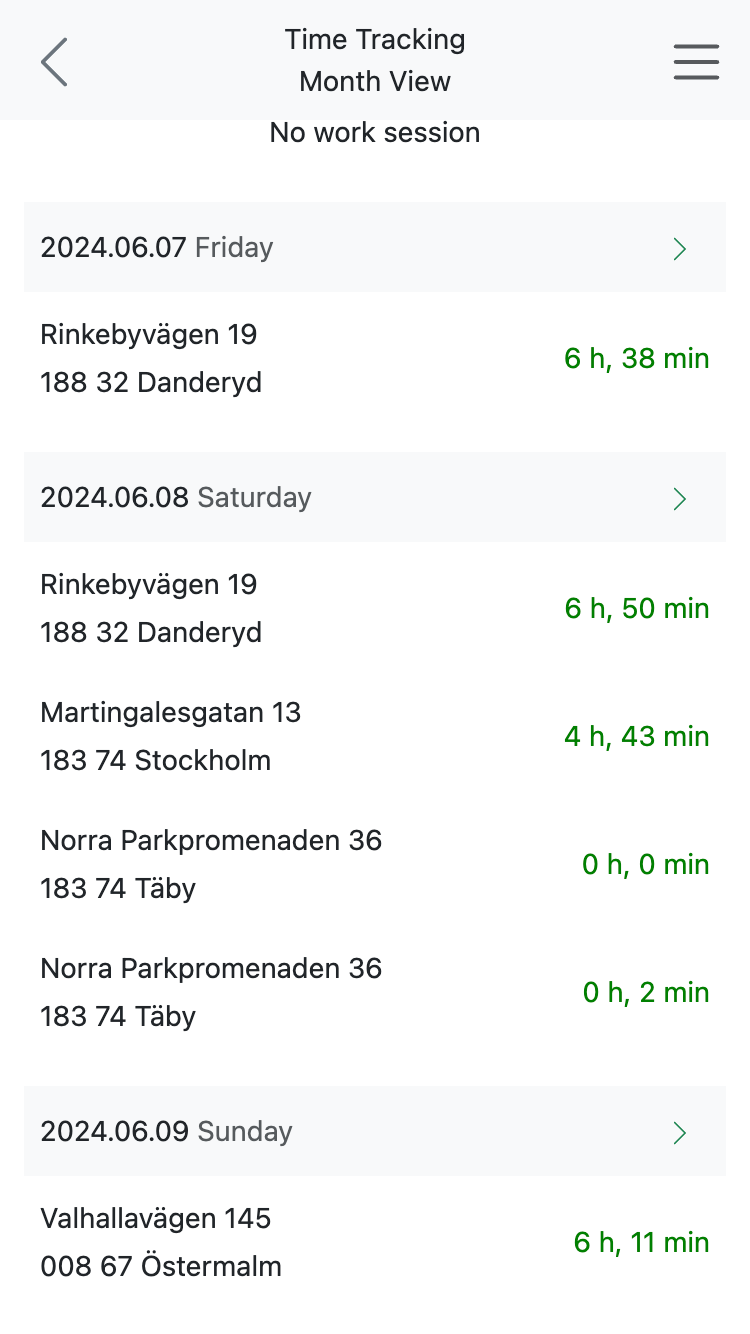 Time Tracking
Month View
No work session
2024.06.07 Friday
Rinkebyvägen 19
188 32 Danderyd
6 h, 38 min
2024.06.08 Saturday
Rinkebyvägen 19
188 32 Danderyd
6 h, 50 min
Martingalesgatan 13
183 74 Stockholm
4 h, 43 min
Norra Parkpromenaden 36
183 74 Täby
0 h, 0 min
Norra Parkpromenaden 36
183 74 Täby
0 h, 2 min
2024.06.09 Sunday
Valhallavägen 145
008 67 Östermalm
6 h, 11 min